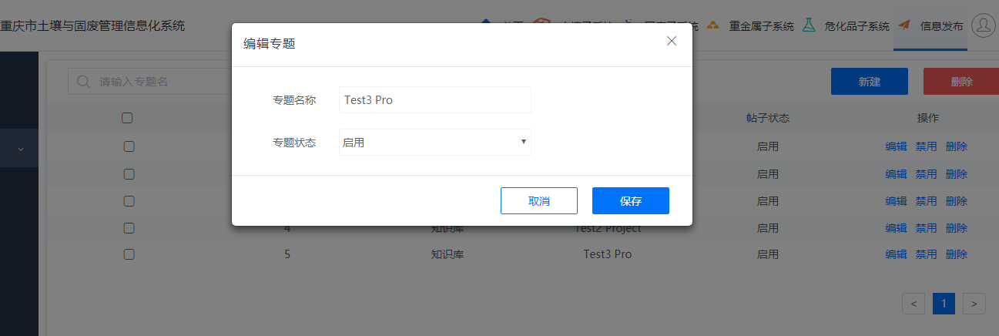 重庆市土壤与固废管理信息化系统
重金属子系统
危化品子系统
信息发布
编辑专题
请输入专题名
新建
删除
专题名称
Test3 Pro
专题状态
启用
取消
保存
帖子状态
操作
启用 编辑 禁用 删除
启用 编辑 禁用 删除
启用 编辑 禁用 删除
4 知识库 Test2 Project 启用 编辑 禁用 删除
5 知识库 Test3 Pro 启用 编辑 禁用 删除
< 1 >